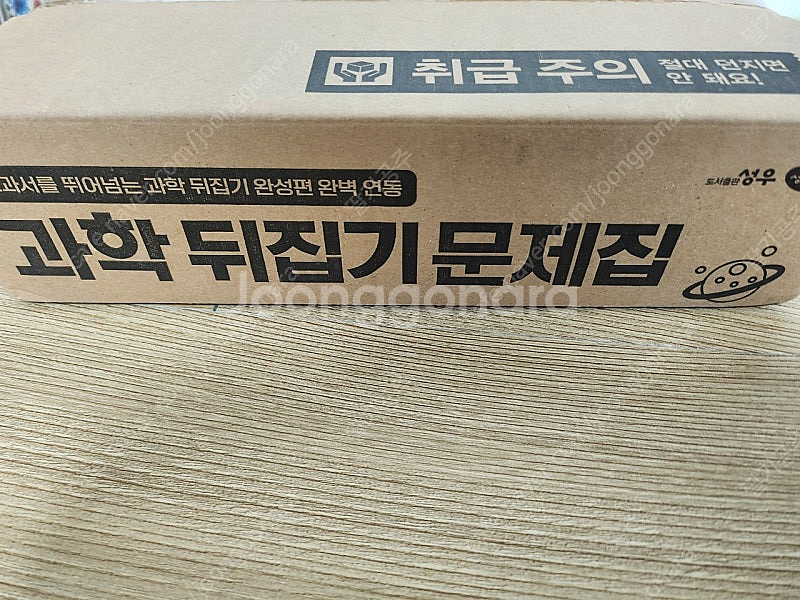 취급 주의
절대 던지면
안 돼요!
과서를 뛰어넘는 과학 뒤집기 완성편 완벽 연동
도서출판 성우
과학 뒤집기 문제집
Joonggonara